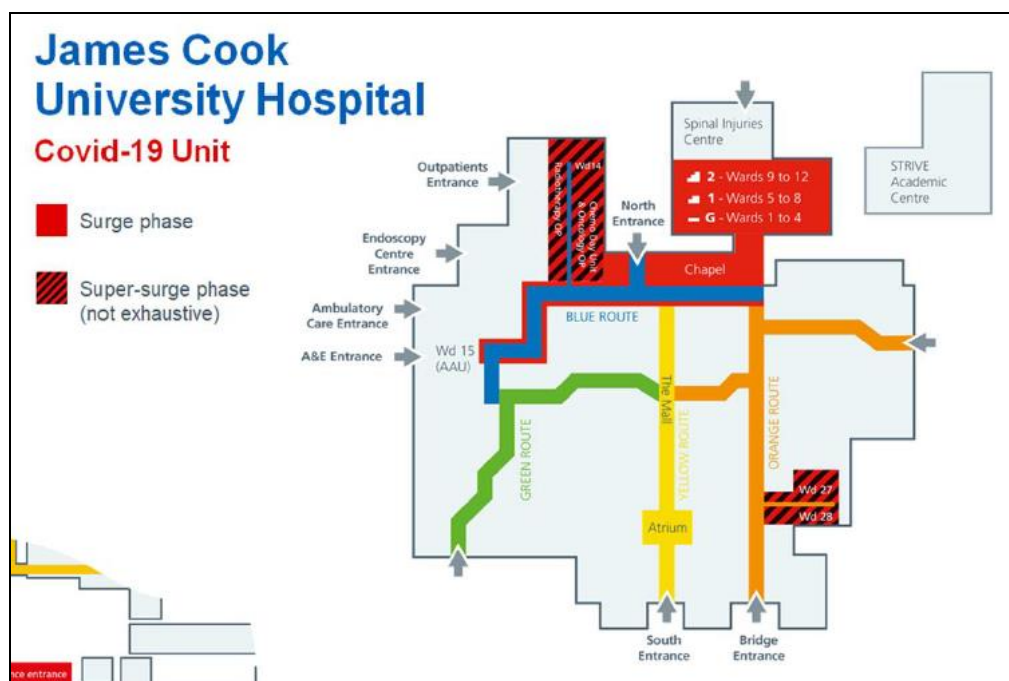 James Cook
University Hospital
Covid-19 Unit
Surge phase
Super-surge phase
(not exhaustive)
Outpatients
Entrance
Endoscopy
Centre
Entrance
Ambulatory
Care Entrance
A&E Entrance
Wd 15
(AAU)
Radiotherapy OP
Wd14
Chemo Day Unit
& Oncology OP
North
Entrance
Spinal Injuries
Centre
2 - Wards 9 to 12
1 - Wards 5 to 8
G - Wards 1 to 4
Chapel
STRIVE
Academic
Centre
BLUE ROUTE
GREEN ROUTE
The Mall
YELLOW ROUTE
ORANGE ROUTE
Atrium
Wd 27
Wd 28
South
Entrance
Bridge
Entrance
nce entrance